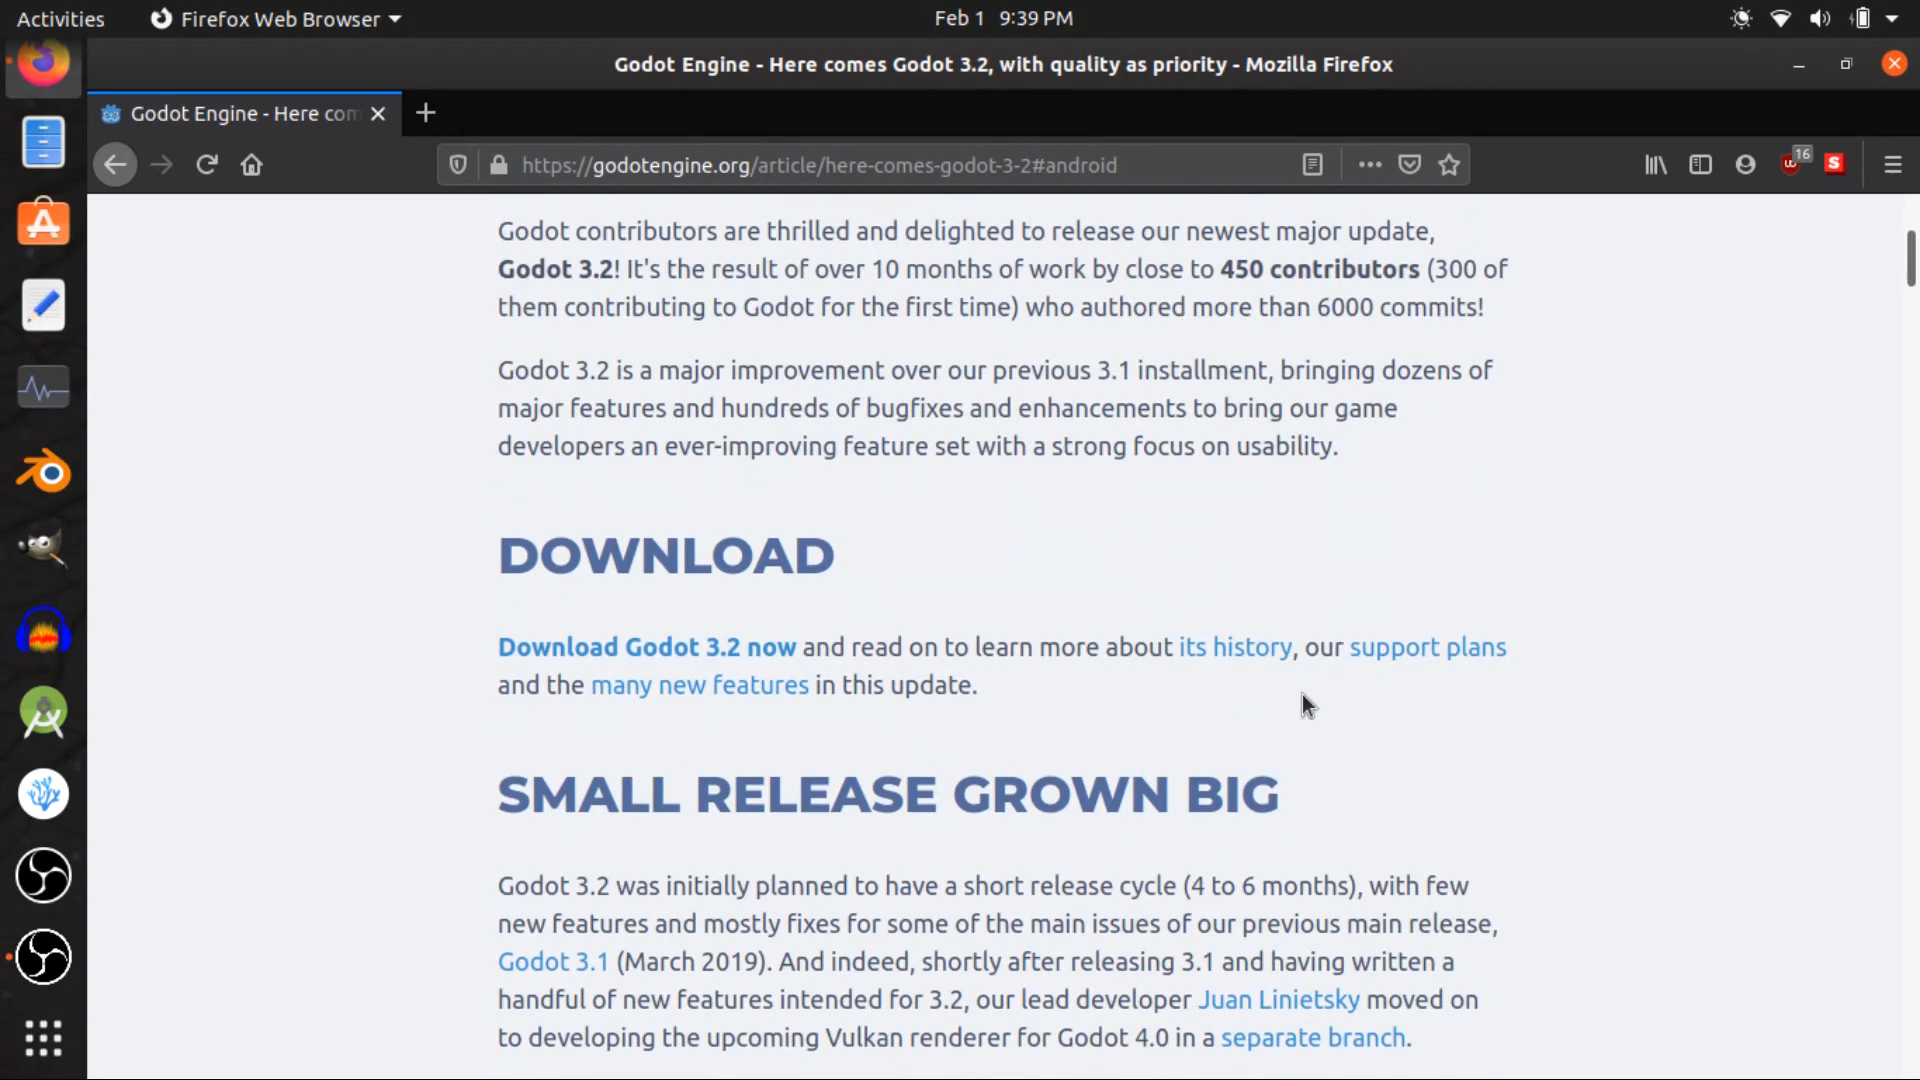 Activities
Firefox Web Browser
Feb 1 9:39 PM
Godot Engine - Here comes Godot 3.2, with quality as priority - Mozilla Firefox
Godot Engine - Here com
https://godotengine.org/article/here-comes-godot-3-2#android
16
S
Godot contributors are thrilled and delighted to release our newest major update,
Godot 3.2! It's the result of over 10 months of work by close to 450 contributors (300 of
them contributing to Godot for the first time) who authored more than 6000 commits!
Godot 3.2 is a major improvement over our previous 3.1 installment, bringing dozens of
major features and hundreds of bugfixes and enhancements to bring our game
developers an ever-improving feature set with a strong focus on usability.
DOWNLOAD
Download Godot 3.2 now and read on to learn more about its history, our support plans
and the many new features in this update.
SMALL RELEASE GROWN BIG
Godot 3.2 was initially planned to have a short release cycle (4 to 6 months), with few
new features and mostly fixes for some of the main issues of our previous main release,
Godot 3.1 (March 2019). And indeed, shortly after releasing 3.1 and having written a
handful of new features intended for 3.2, our lead developer Juan Linietsky moved on
to developing the upcoming Vulkan renderer for Godot 4.0 in a separate branch.